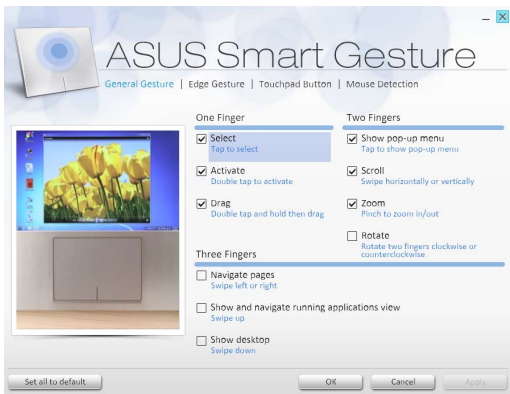 ASUS Smart Gesture
General Gesture | Edge Gesture | Touchpad Button | Mouse Detection
One Finger
Select
Tap to select
Activate
Double tap to activate
Drag
Double tap and hold then drag
Two Fingers
Show pop-up menu
Tap to show pop-up menu
Scroll
Swipe horizontally or vertically
Zoom
Pinch to zoom in/out
Rotate
Rotate two fingers clockwise or
counterclockwise
Three Fingers
Navigate pages
Swipe left or right
Show and navigate running applications view
Swipe up
Show desktop
Swipe down
Set all to default
OK
Cancel
Apply